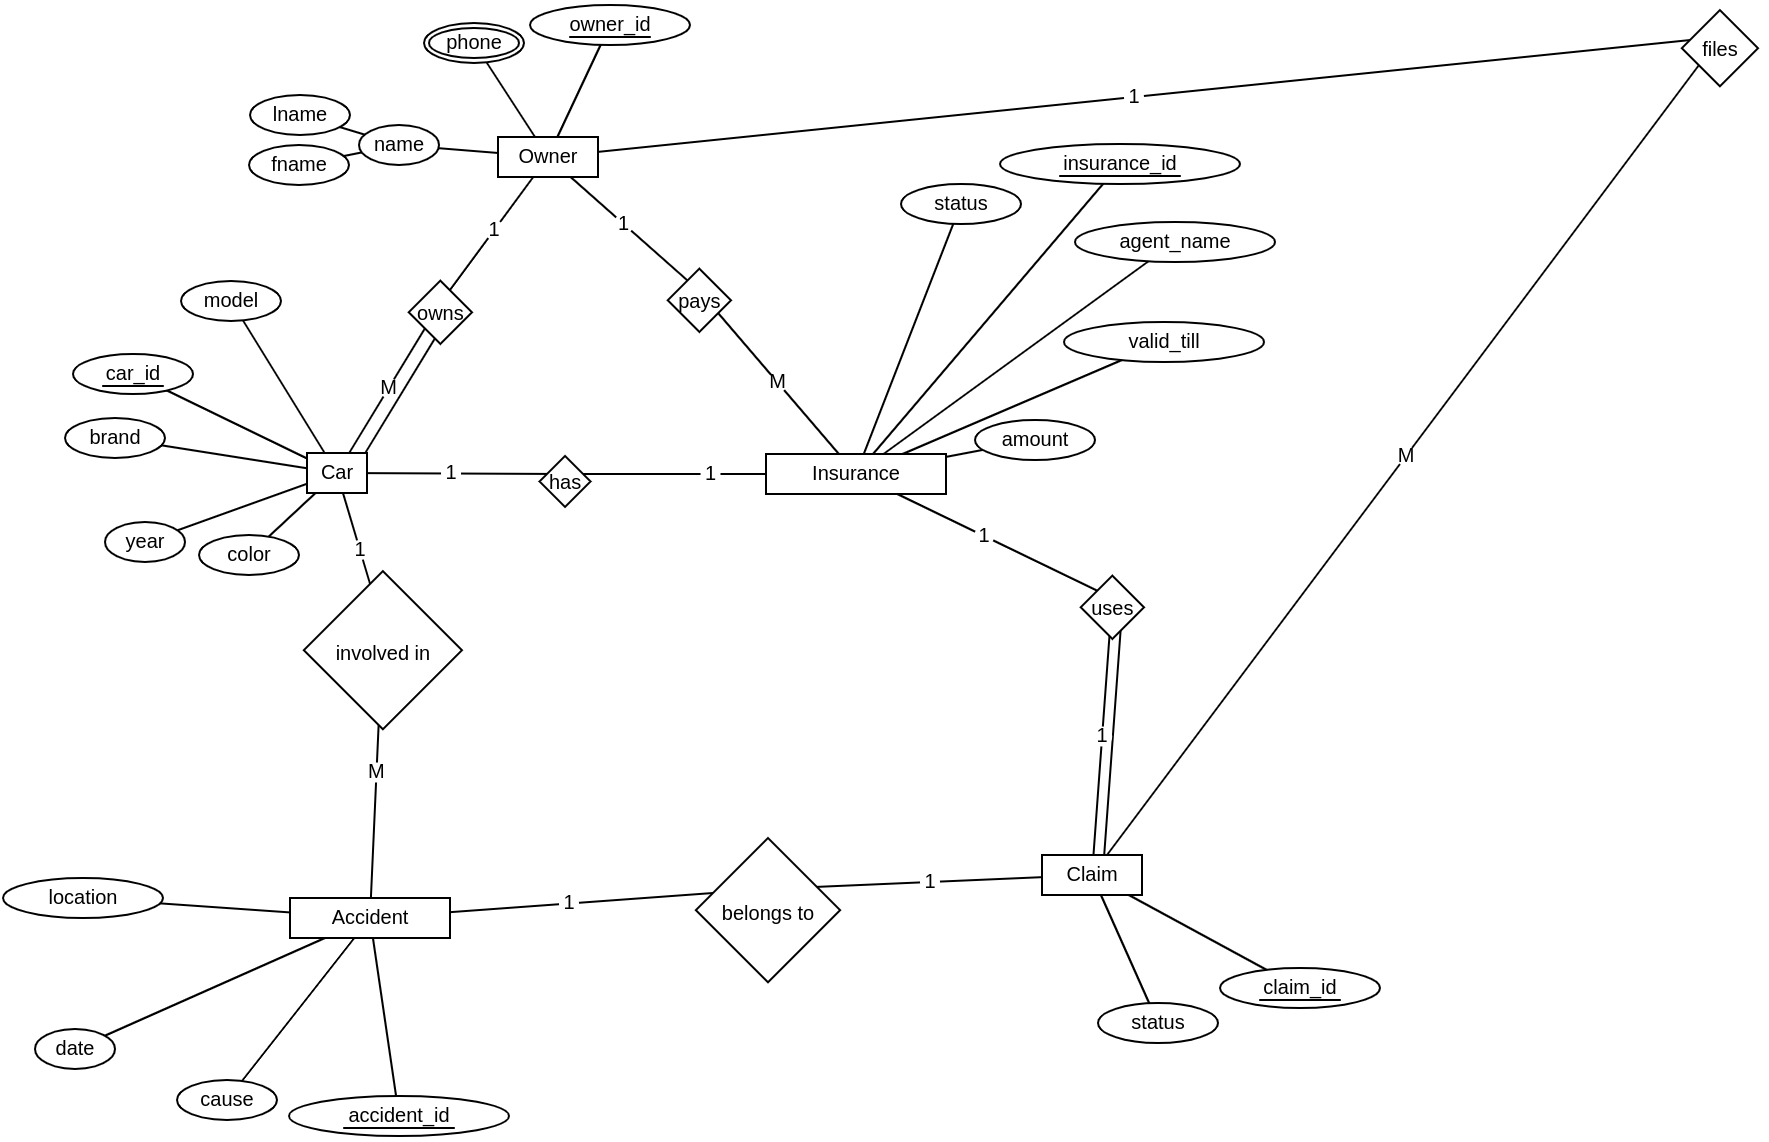 owner_id
phone
files
1
lname
name
fname
Owner
insurance_id
status
1
1
agent_name
model
owns
pays
valid_till
car_id
M
M
brand
amount
M
Car
1
has
1
Insurance
year
color
1
1
uses
involved in
1
M
Claim
1
location
1
Accident
belongs to
claim_id
status
date
cause
accident_id